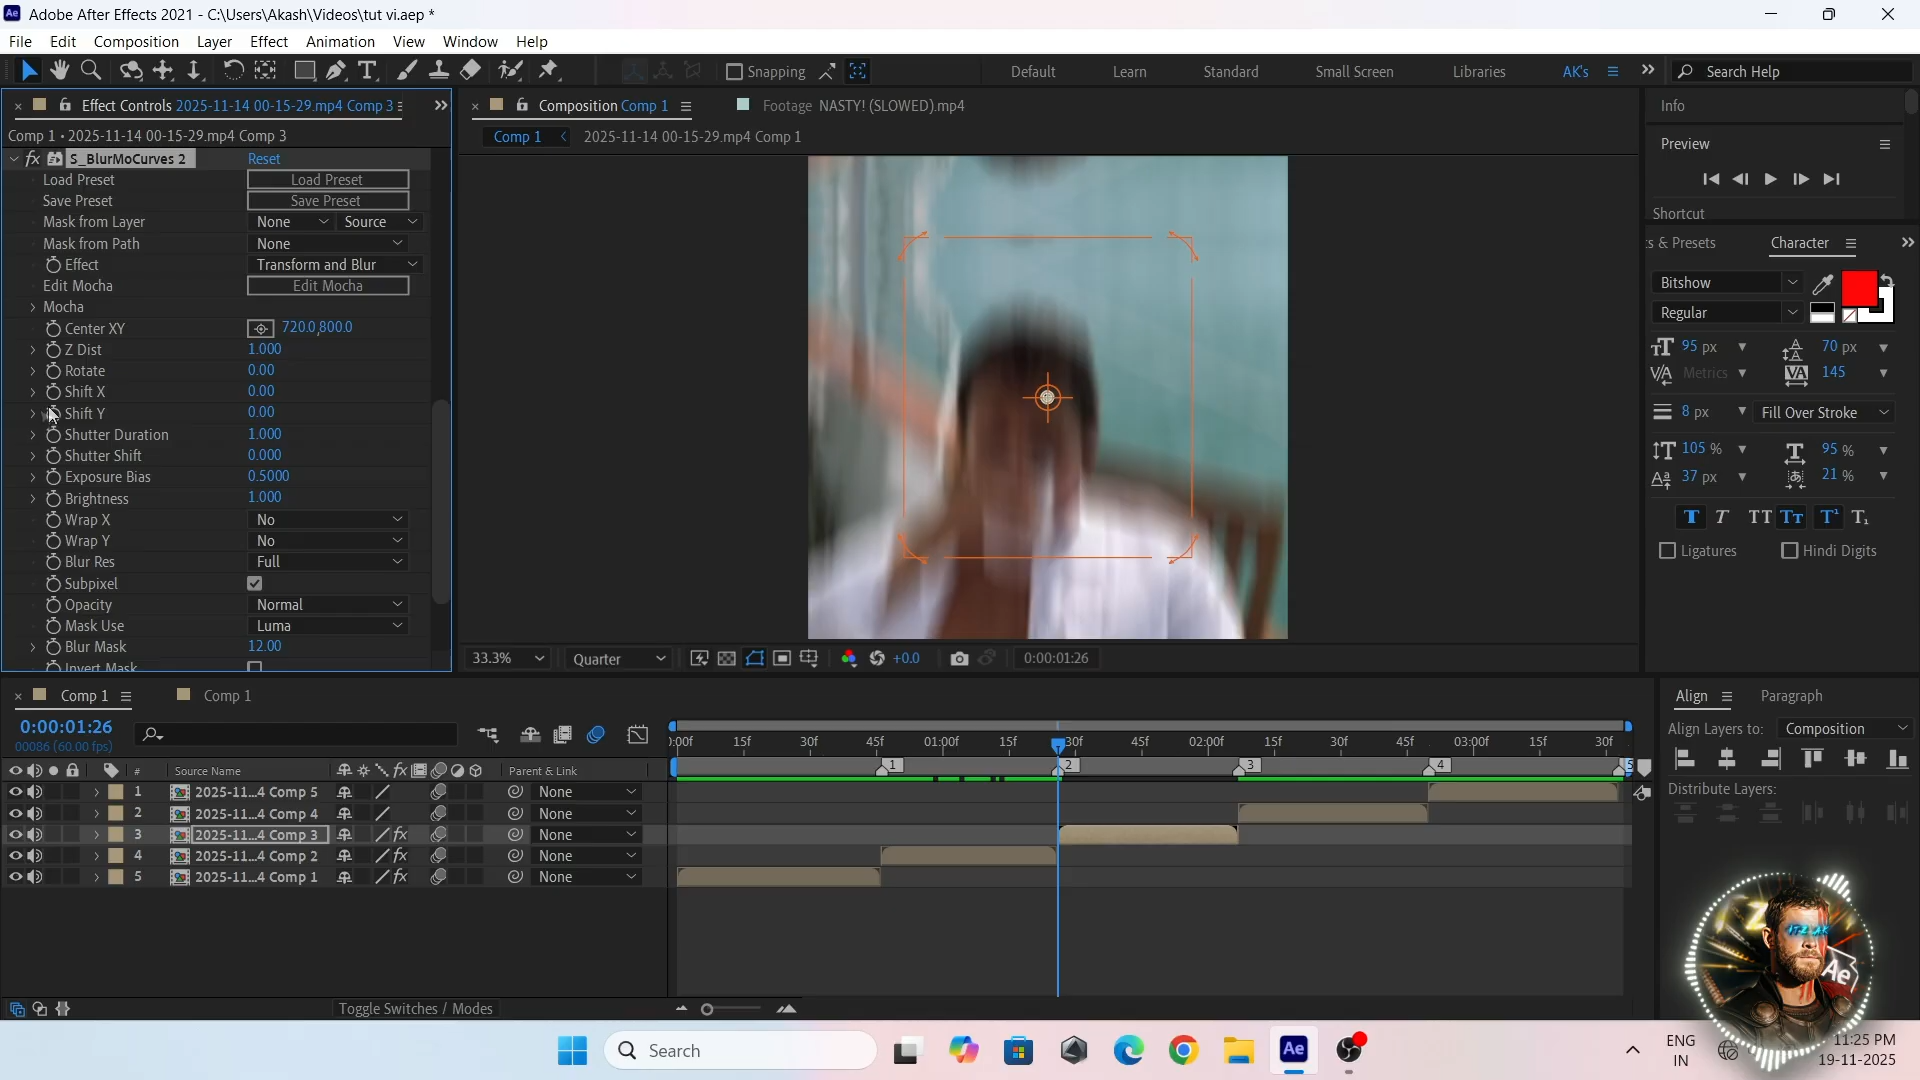 Adobe After Effects 2021 - C:\Users\Akash\Videos\tut vi.aep *
File Edit Composition Layer Effect Animation View Window Help
Snapping Default Learn Standard Small Screen Libraries AK's Search Help
Effect Controls 2025-11-14 00-15-29.mp4 Comp 3
Composition Comp 1 Footage NASTY! (SLOWED).mp4
Info
Comp 1 • 2025-11-14 00-15-29.mp4 Comp 3
Comp 1 2025-11-14 00-15-29.mp4 Comp 1
Preview
fx S_BlurMoCurves 2 Reset
Load Preset Load Preset
Save Preset Save Preset
Mask from Layer None Source
Mask from Path None
Effect Transform and Blur
Edit Mocha Edit Mocha
Mocha
Center XY 720.0,800.0
Z Dist 1.000
Rotate 0.00
Shift X 0.00
Shift Y 0.00
Shutter Duration 1.000
Shutter Shift 0.000
Exposure Bias 0.5000
Brightness 1.000
Wrap X No
Wrap Y No
Blur Res Full
Subpixel
Opacity Normal
Mask Use Luma
Blur Mask 12.00
Invert Mask
33.3% Quarter +0.0 0:00:01:26
Shortcut
s & Presets Character
Bitshow
Regular
95 px 70 px
Metrics 145
8 px Fill Over Stroke
105 % 95 %
37 px 21 %
T T TT TT T¹ T₁
Ligatures Hindi Digits
Comp 1 Comp 1
0:00:01:26
00086 (60.00 fps)
):00f 15f 30f 45f 01:00f 15f 30f 45f 02:00f 15f 30f 45f 03:00f 15f 30f
1 2 3 4 5
# Source Name fx Parent & Link
1 2025-11...4 Comp 5 None
2 2025-11...4 Comp 4 None
3 2025-11...4 Comp 3 fx None
4 2025-11...4 Comp 2 fx None
5 2025-11...4 Comp 1 fx None
Toggle Switches / Modes
Align Paragraph
Align Layers to: Composition
Distribute Layers:
Ae
Search
Ae
ENG
IN
11:25 PM
19-11-2025